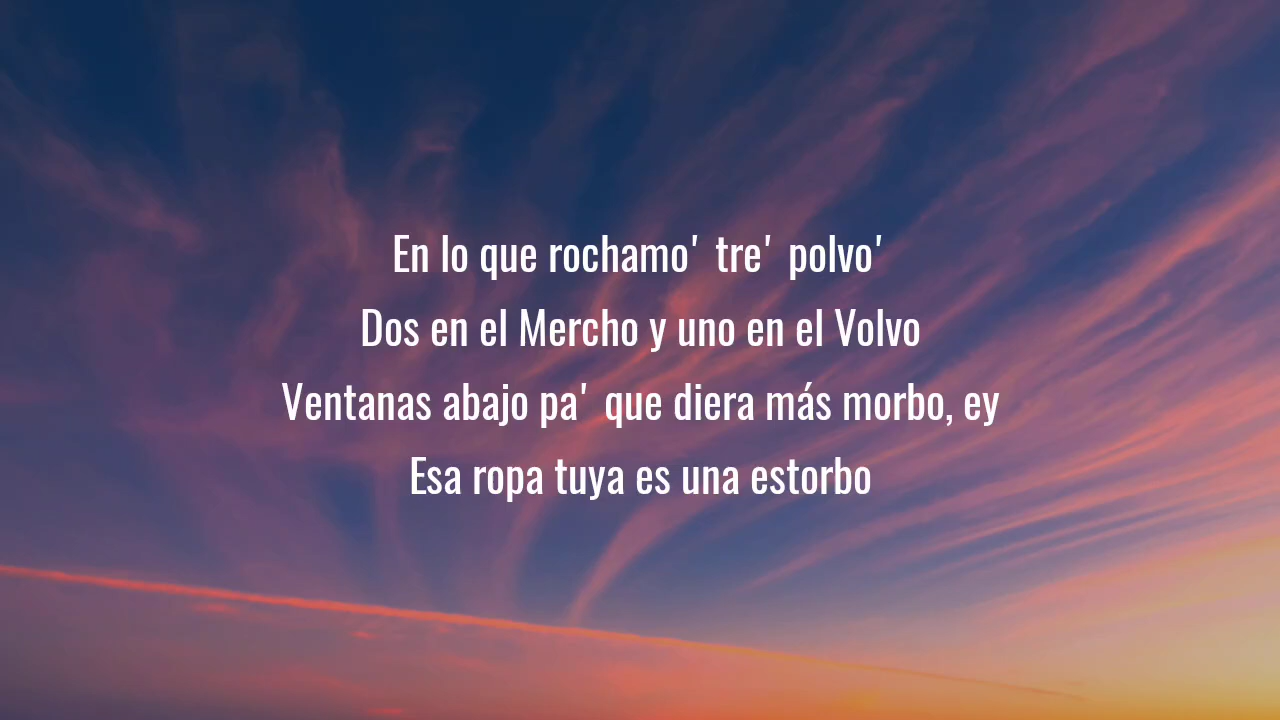 En lo que rochamo' tre' polvo'
Dos en el Mercho y uno en el Volvo
Ventanas abajo pa' que diera más morbo, ey
Esa ropa tuya es una estorbo